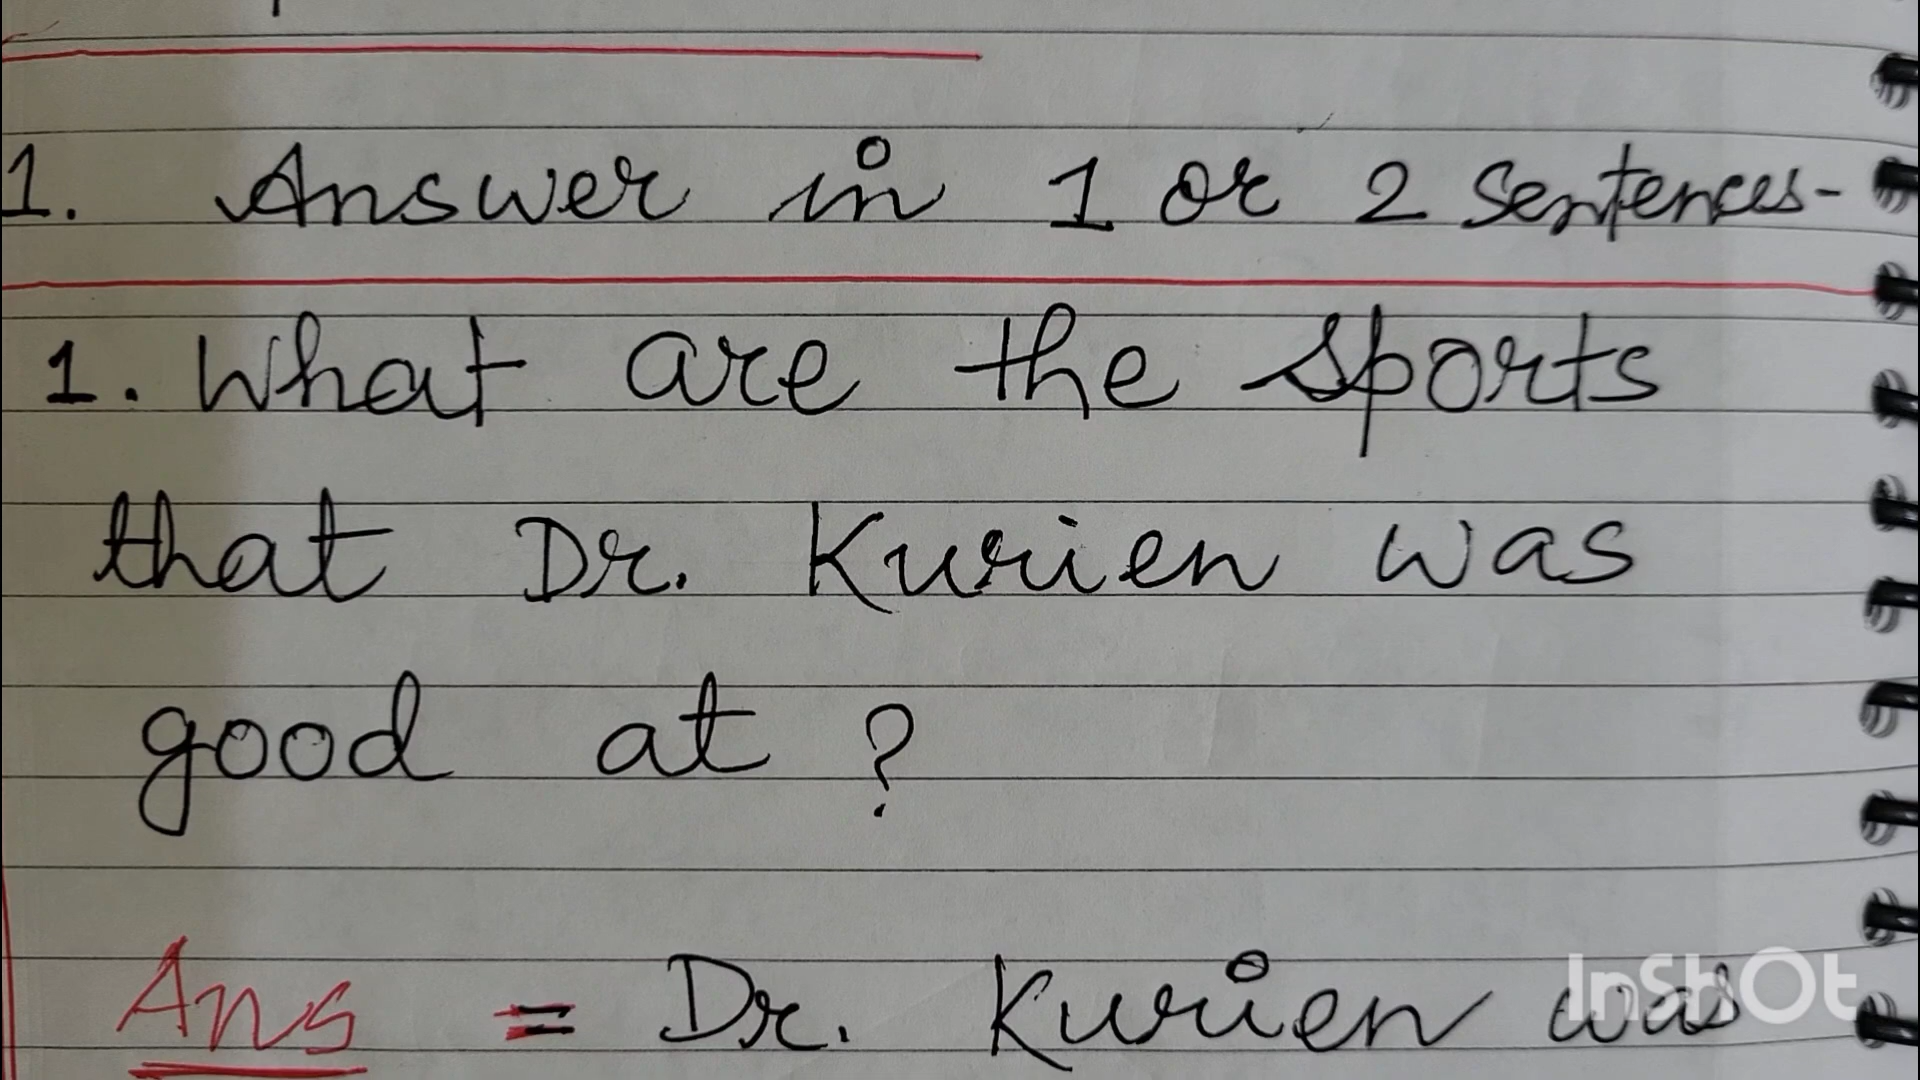 1. Answer in 1 or 2 sentences-
1. What are the sports
that Dr. Kurien was
good at ?
Ans = Dr. Kurien was
InShOt